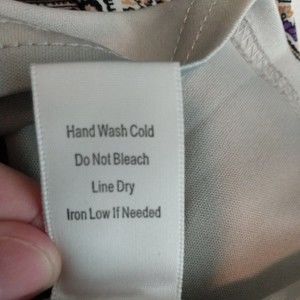 Hand Wash Cold
Do Not Bleach
Line Dry
Iron Low If Needed